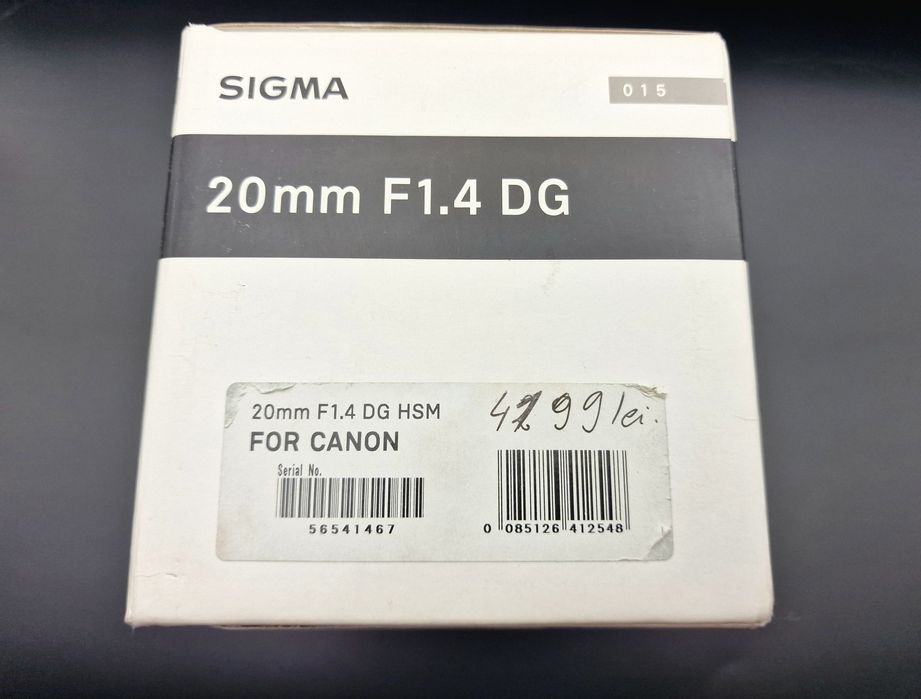 SIGMA
015
20mm F1.4 DG
20mm F1.4 DG HSM
FOR CANON
lei.
Serial No.
56541467
0 085126 412548